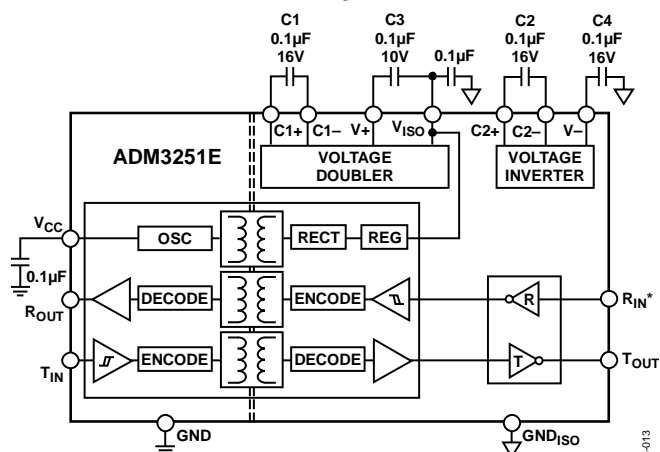 C1 C3 C2 C4
0.1µF 0.1µF 0.1µF 0.1µF 0.1µF
16V 10V 16V 16V
C1+ C1– V+ VISO C2+ C2– V–
ADM3251E
VOLTAGE DOUBLER
VOLTAGE INVERTER
VCC
OSC RECT REG
0.1µF
ROUT DECODE ENCODE R RIN*
TIN ENCODE DECODE T TOUT
GND GNDISO
-013